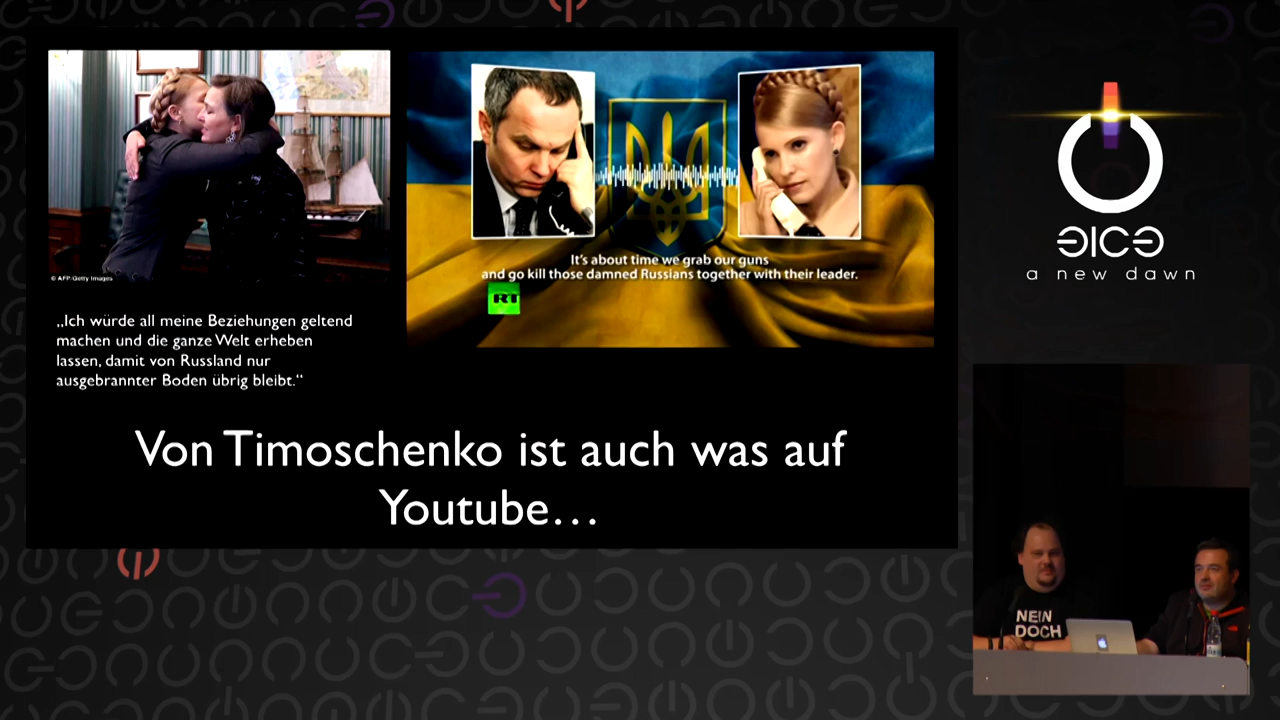 © AFP/Getty Images
It's about time we grab our guns
and go kill those damned Russians together with their leader.
RT
„Ich würde all meine Beziehungen geltend
machen und die ganze Welt erheben
lassen, damit von Russland nur
ausgebrannter Boden übrig bleibt.“
Von Timoschenko ist auch was auf
Youtube…
a new dawn
NEIN
DOCH